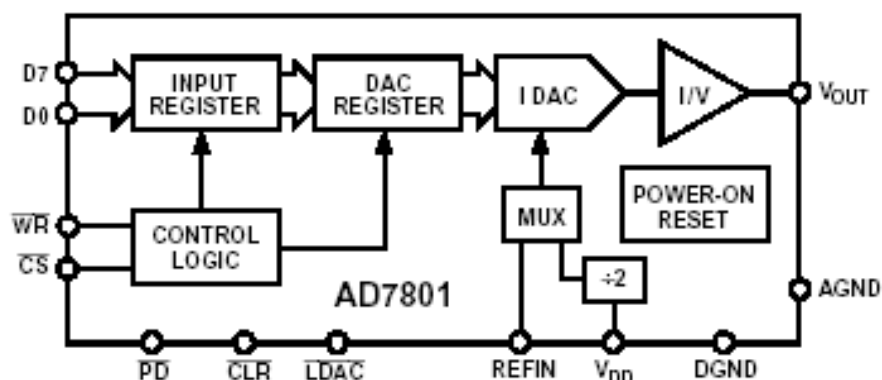 D7
D0
INPUT
REGISTER
DAC
REGISTER
I DAC
I/V
VOUT
WR
CS
CONTROL
LOGIC
MUX
÷2
POWER-ON
RESET
AD7801
AGND
PD
CLR
LDAC
REFIN
VDD
DGND